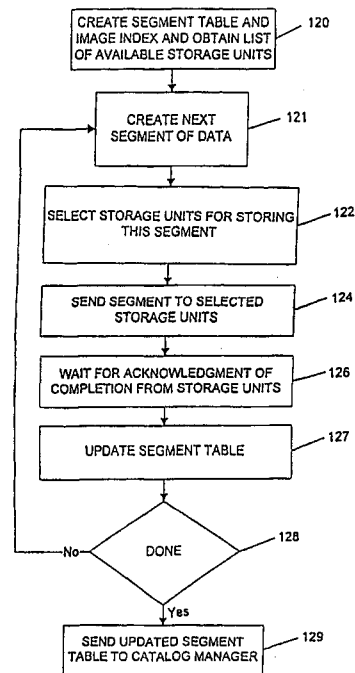 CREATE SEGMENT TABLE AND
IMAGE INDEX AND OBTAIN LIST
OF AVAILABLE STORAGE UNITS
120
CREATE NEXT
SEGMENT OF DATA
121
SELECT STORAGE UNITS FOR STORING
THIS SEGMENT
122
SEND SEGMENT TO SELECTED
STORAGE UNITS
124
WAIT FOR ACKNOWLEDGMENT OF
COMPLETION FROM STORAGE UNITS
126
UPDATE SEGMENT TABLE
127
DONE
128
No
Yes
SEND UPDATED SEGMENT
TABLE TO CATALOG MANAGER
129